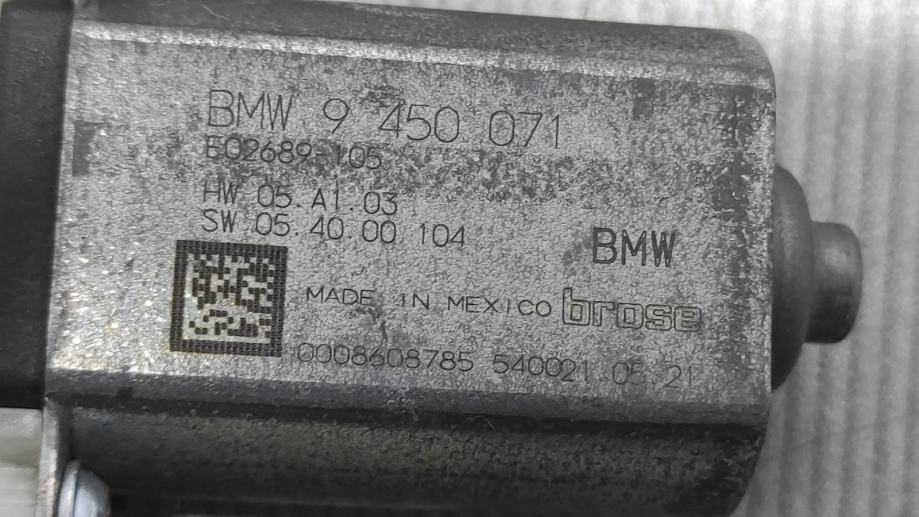 BMW 9 450 071
E02689-105
HW 05.A1.03
SW 05.40.00 104
BMW
MADE IN MEXICO brose
0008608785 540021 05.21